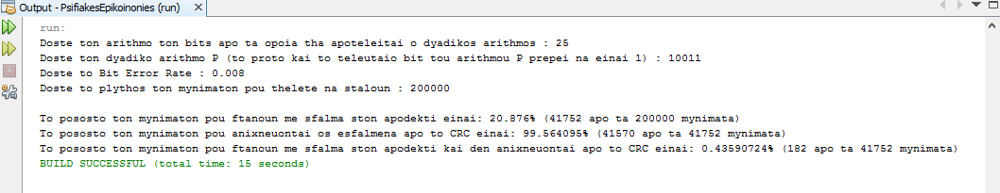 Output - PsifiakesEpikoinonies (run)
run:
Doste ton arithmo ton bits apo ta opoia tha apoteleitai o dyadikos arithmos : 25
Doste ton dyadiko arithmo P (to proto kai to teleutaio bit tou arithmou P prepei na einai 1) : 10011
Doste to Bit Error Rate : 0.008
Doste to plythos ton mynimaton pou thelete na staloun : 200000
To pososto ton mynimaton pou ftanoun me sfalma ston apodekti einai: 20.876% (41752 apo ta 200000 mynimata)
To pososto ton mynimaton pou anixneuontai os esfalmena apo to CRC einai: 99.564095% (41570 apo ta 41752 mynimata)
To pososto ton mynimaton pou ftanoun me sfalma ston apodekti kai den anixneuontai apo to CRC einai: 0.43590724% (182 apo ta 41752 mynimata)
BUILD SUCCESSFUL (total time: 15 seconds)